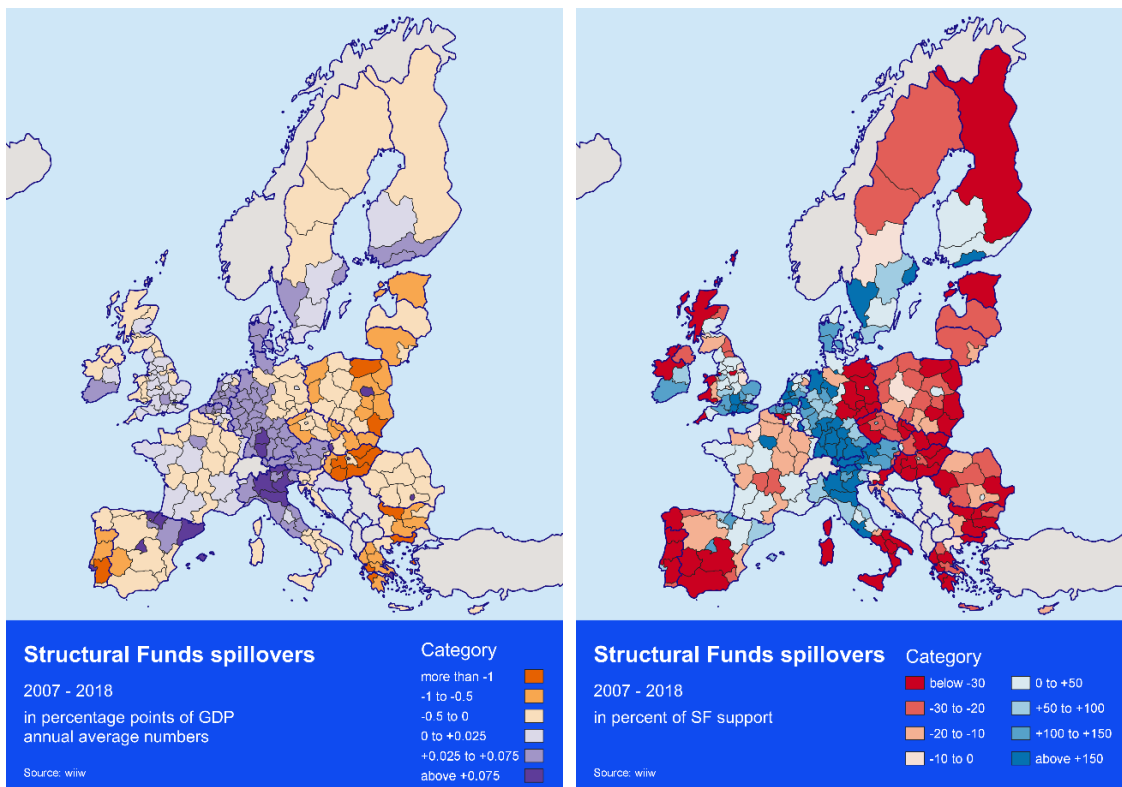 Structural Funds spillovers
2007 - 2018
in percentage points of GDP
annual average numbers
Source: wiiw
Category
more than -1
-1 to -0.5
-0.5 to 0
0 to +0.025
+0.025 to +0.075
above +0.075
Structural Funds spillovers
2007 - 2018
in percent of SF support
Source: wiiw
Category
below -30
-30 to -20
-20 to -10
-10 to 0
0 to +50
+50 to +100
+100 to +150
above +150